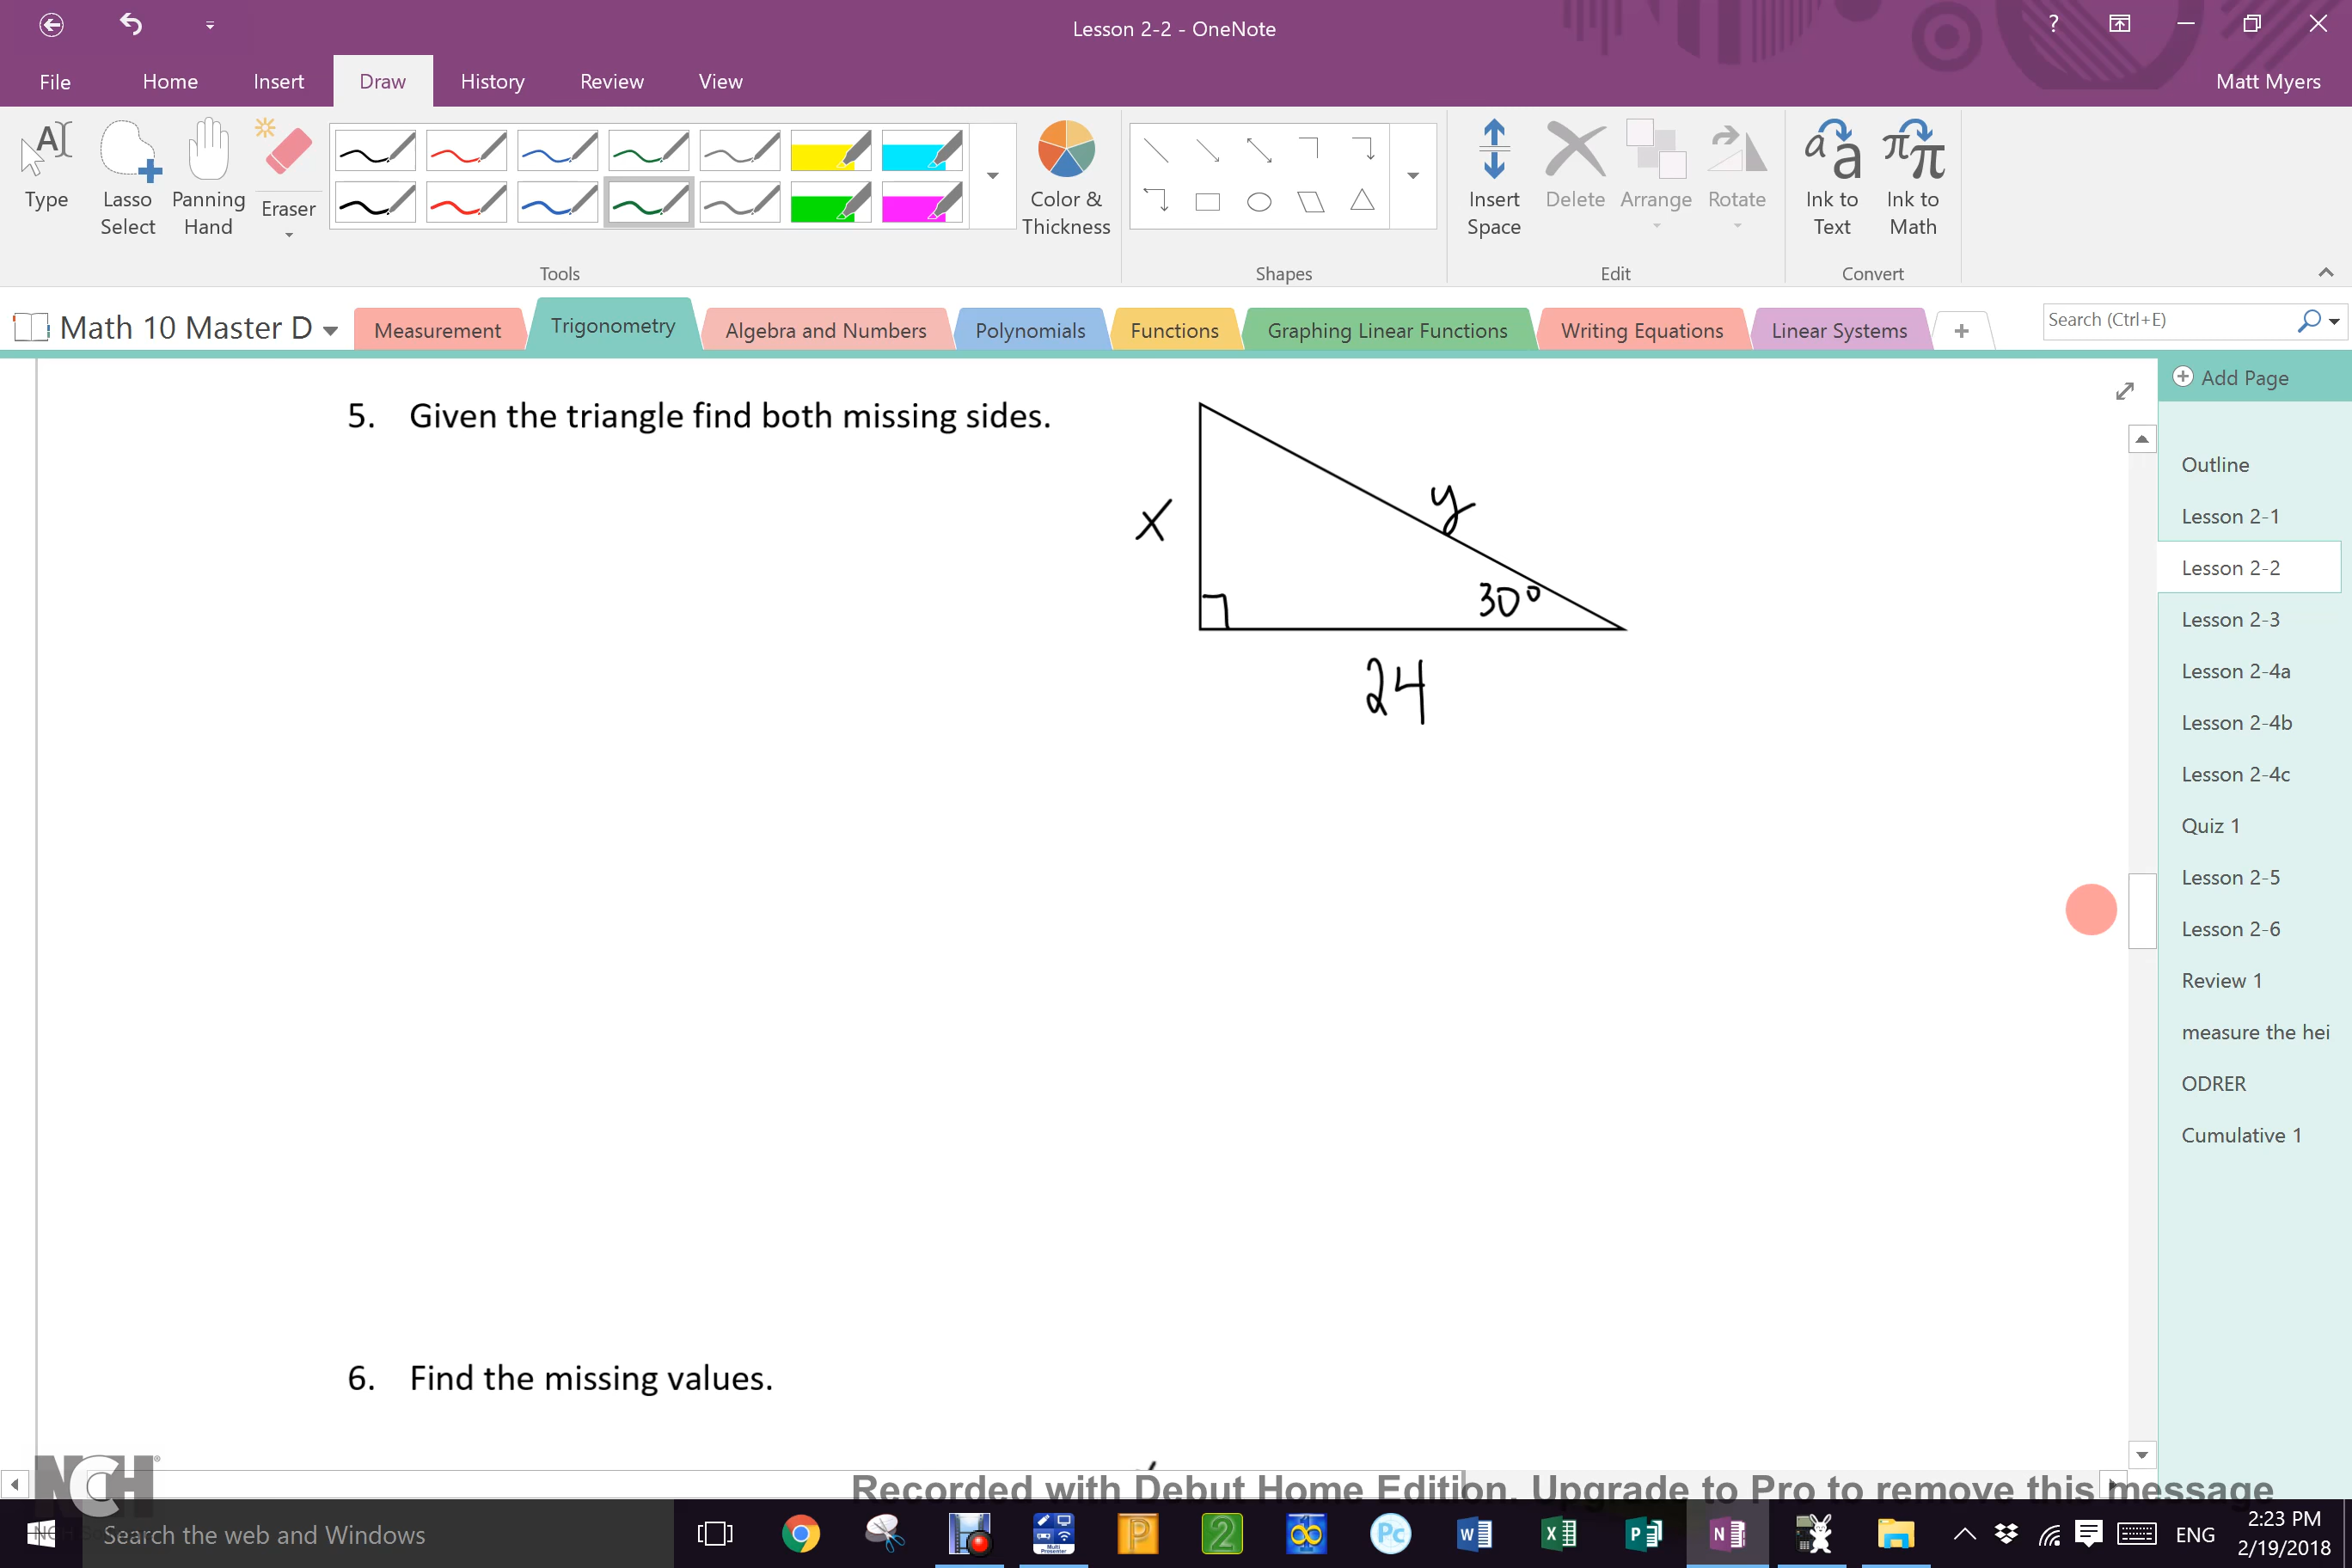 Lesson 2-2 - OneNote
?
File Home Insert Draw History Review View
Matt Myers
Type
Lasso Select
Panning Hand
Eraser
Color & Thickness
Insert Space
Delete
Arrange
Rotate
Ink to Text
Ink to Math
Tools
Shapes
Edit
Convert
Math 10 Master D
Measurement Trigonometry Algebra and Numbers Polynomials Functions Graphing Linear Functions Writing Equations Linear Systems
Search (Ctrl+E)
Add Page
5. Given the triangle find both missing sides.
x
y
30°
24
6. Find the missing values.
Outline
Lesson 2-1
Lesson 2-2
Lesson 2-3
Lesson 2-4a
Lesson 2-4b
Lesson 2-4c
Quiz 1
Lesson 2-5
Lesson 2-6
Review 1
measure the hei
ODRER
Cumulative 1
NCH
Recorded with Debut Home Edition. Upgrade to Pro to remove this message
Search the web and Windows
ENG
2:23 PM
2/19/2018